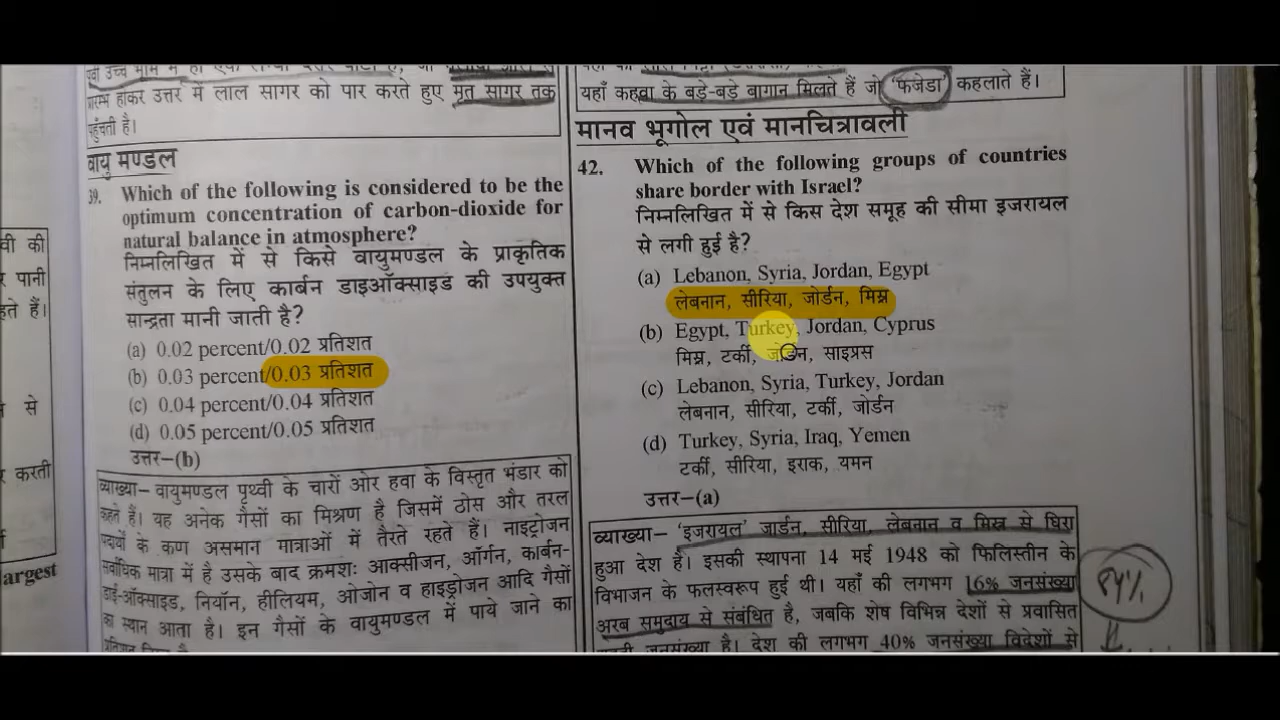 प्रारम्भ होकर उत्तर में लाल सागर को पार करते हुए मृत सागर तक
पहुंचती है।
वायु मण्डल
39. Which of the following is considered to be the
optimum concentration of carbon-dioxide for
natural balance in atmosphere?
निम्नलिखित में से किसे वायुमण्डल के प्राकृतिक
संतुलन के लिए कार्बन डाइऑक्साइड की उपयुक्त
सान्द्रता मानी जाती है?
(a) 0.02 percent/0.02 प्रतिशत
(b) 0.03 percent/0.03 प्रतिशत
(c) 0.04 percent/0.04 प्रतिशत
(d) 0.05 percent/0.05 प्रतिशत
उत्तर–(b)
व्याख्या– वायुमण्डल पृथ्वी के चारों ओर हवा के विस्तृत भंडार को
कहते हैं। यह अनेक गैसों का मिश्रण है जिसमें ठोस और तरल
पदार्थों के कण असमान मात्राओं में तैरते रहते हैं। नाइट्रोजन
सर्वाधिक मात्रा में है उसके बाद क्रमशः आक्सीजन, ऑर्गन, कार्बन-
डाई-ऑक्साइड, नियॉन, हीलियम, ओजोन व हाइड्रोजन आदि गैसों
का स्थान आता है। इन गैसों के वायुमण्डल में पाये जाने का
यहाँ कहवा के बड़े-बड़े बागान मिलते हैं जो 'फजेडा' कहलाते हैं।
मानव भूगोल एवं मानचित्रावली
42. Which of the following groups of countries
share border with Israel?
निम्नलिखित में से किस देश समूह की सीमा इजरायल
से लगी हुई है?
(a) Lebanon, Syria, Jordan, Egypt
लेबनान, सीरिया, जोर्डन, मिस्र
(b) Egypt, Turkey, Jordan, Cyprus
मिस्र, टर्की, जोर्डन, साइप्रस
(c) Lebanon, Syria, Turkey, Jordan
लेबनान, सीरिया, टर्की, जोर्डन
(d) Turkey, Syria, Iraq, Yemen
टर्की, सीरिया, इराक, यमन
उत्तर–(a)
व्याख्या– 'इजरायल' जार्डन, सीरिया, लेबनान व मिस्र से घिरा
हुआ देश है। इसकी स्थापना 14 मई 1948 को फिलिस्तीन के
विभाजन के फलस्वरूप हुई थी। यहाँ की लगभग 16% जनसंख्या
अरब समुदाय से संबंधित है, जबकि शेष विभिन्न देशों से प्रवासित
जनसंख्या है। देश की लगभग 40% जनसंख्या विदेशों से
वी की
पानी
होते हैं।
से
करती
argest